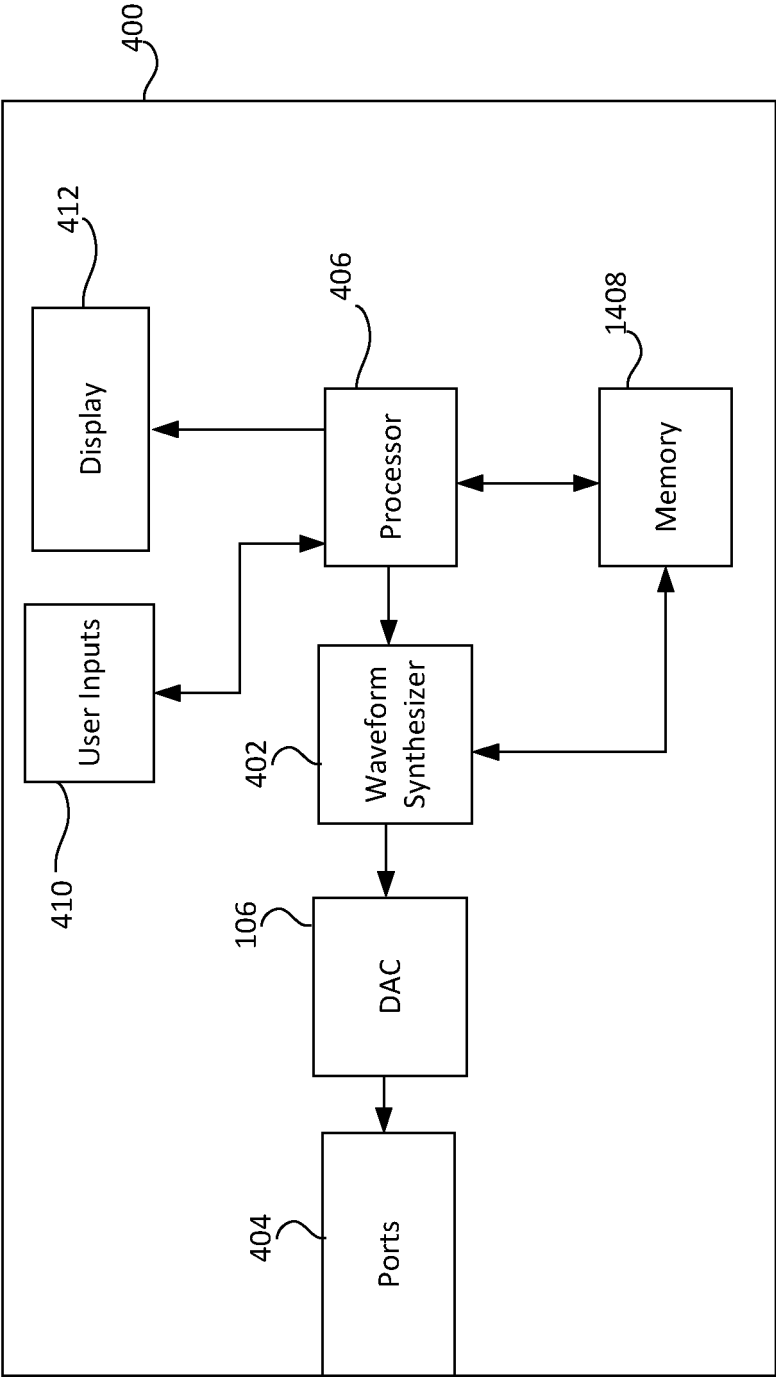 400
412
Display
User Inputs
410
406
Processor
402
Waveform
Synthesizer
106
DAC
404
Ports
1408
Memory